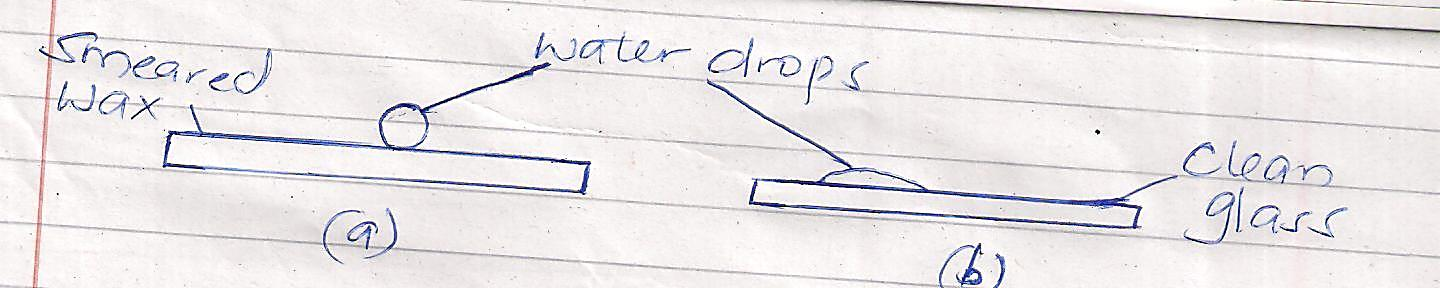 Smeared
wax
water drops
clean
glass
(a)
(b)